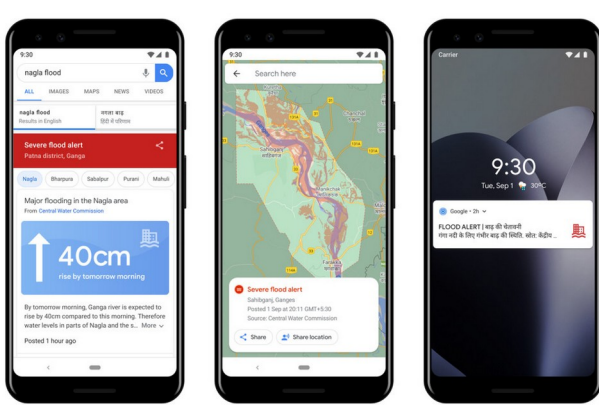 9:30
nagla flood
ALL IMAGES MAPS NEWS VIDEOS
nagla flood
Results in English
नगला बाढ़
हिंदी में परिणाम
Severe flood alert
Patna district, Ganga
Nagla Bharpura Sabalpur Purani Mahuli
Major flooding in the Nagla area
From Central Water Commission
40cm
rise by tomorrow morning
By tomorrow morning, Ganga river is expected to
rise by 40cm compared to this morning. Therefore
water levels in parts of Nagla and the s... More
Posted 1 hour ago
9:30
Search here
Sahibganj
Manikchak
Farakka
Severe flood alert
Sahibganj, Ganges
Posted 1 Sep at 20:11 GMT+5:30
Source: Central Water Commission
Share
Share location
Carrier
9:30
Tue, Sep 1 30°C
Google • 2h
FLOOD ALERT | बाढ़ की चेतावनी
गंगा नदी के लिए गंभीर बाढ़ की स्थिति. स्रोत: केंद्रीय ...